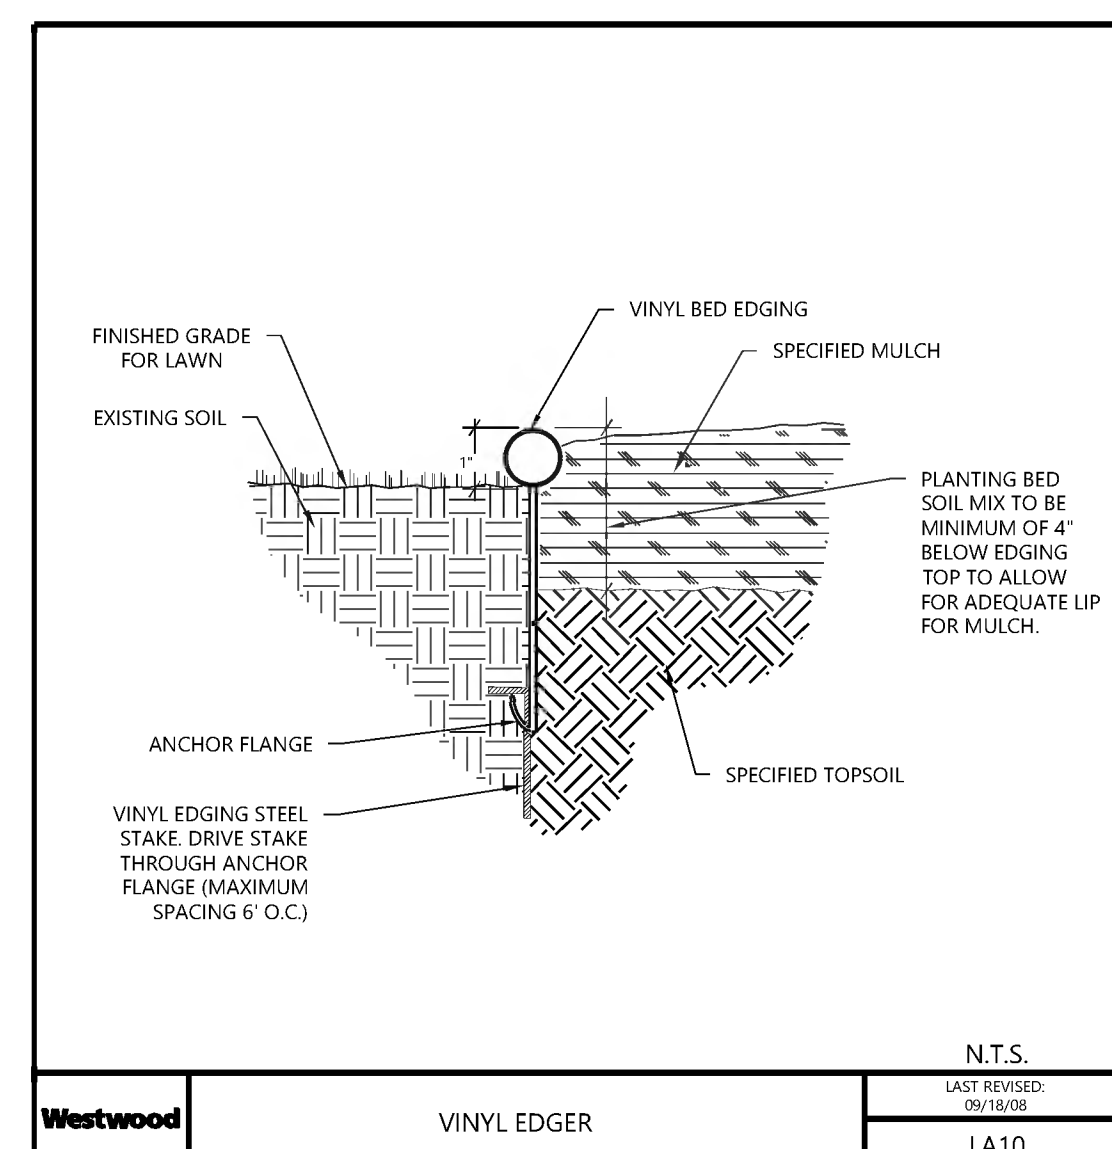 VINYL BED EDGING
FINISHED GRADE
FOR LAWN
SPECIFIED MULCH
EXISTING SOIL
1"
PLANTING BED
SOIL MIX TO BE
MINIMUM OF 4"
BELOW EDGING
TOP TO ALLOW
FOR ADEQUATE LIP
FOR MULCH.
ANCHOR FLANGE
SPECIFIED TOPSOIL
VINYL EDGING STEEL
STAKE. DRIVE STAKE
THROUGH ANCHOR
FLANGE (MAXIMUM
SPACING 6' O.C.)
N.T.S.
Westwood
VINYL EDGER
LAST REVISED:
09/18/08
LA10